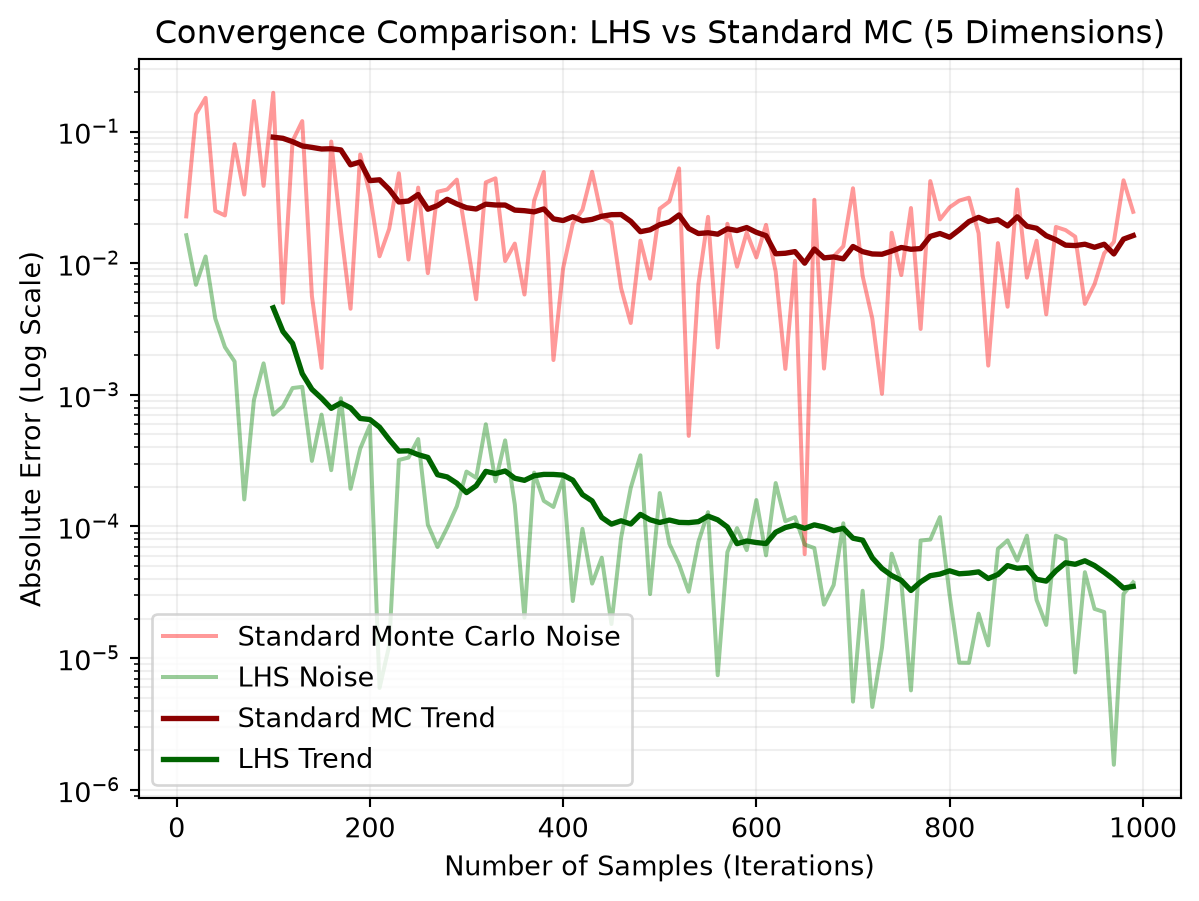 Convergence Comparison: LHS vs Standard MC (5 Dimensions)
Absolute Error (Log Scale)
10⁻¹
10⁻²
10⁻³
10⁻⁴
10⁻⁵
10⁻⁶
Standard Monte Carlo Noise
LHS Noise
Standard MC Trend
LHS Trend
0 200 400 600 800 1000
Number of Samples (Iterations)